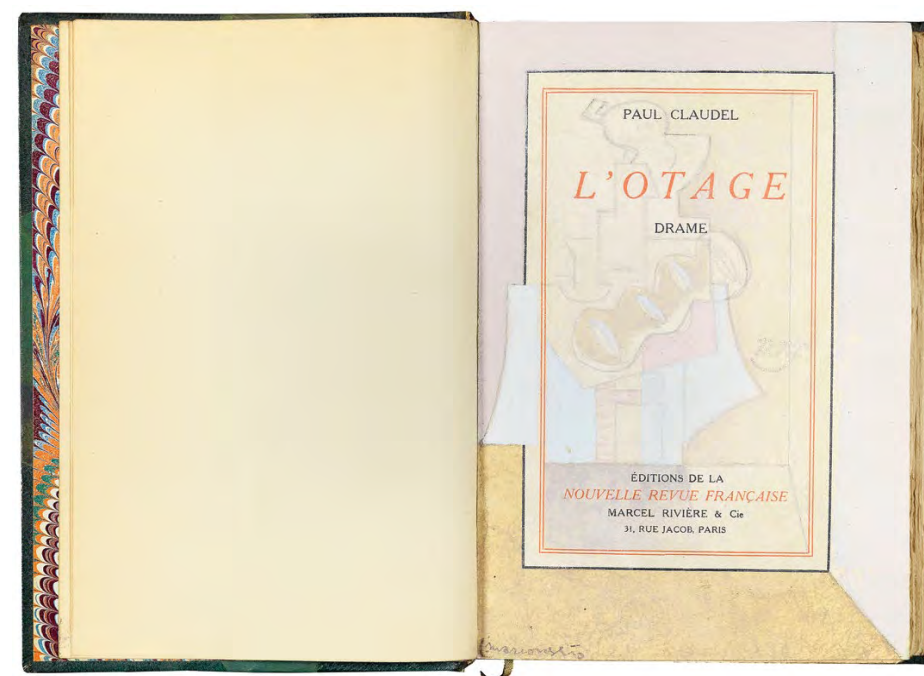 PAUL CLAUDEL
L'OTAGE
DRAME
ÉDITIONS DE LA
NOUVELLE REVUE FRANÇAISE
MARCEL RIVIÈRE & Cie
31, RUE JACOB, PARIS